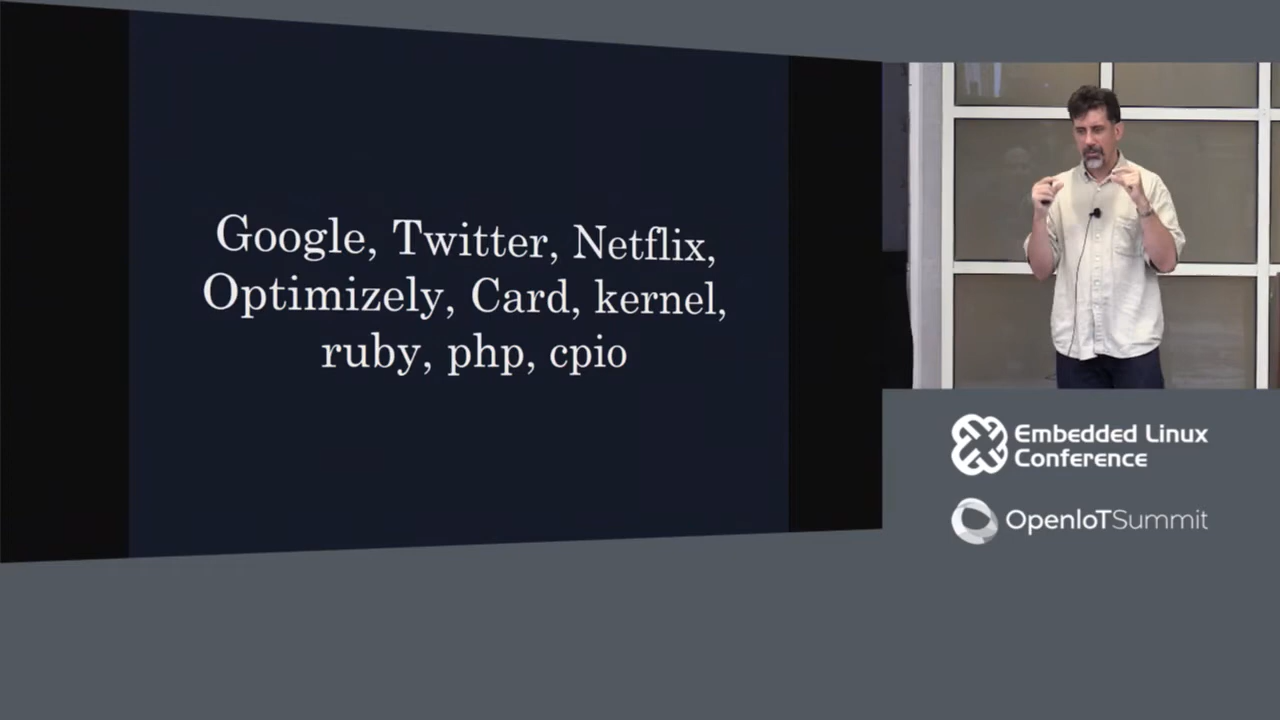 Google, Twitter, Netflix,
Optimizely, Card, kernel,
ruby, php, cpio
Embedded Linux
Conference
OpenIoTSummit